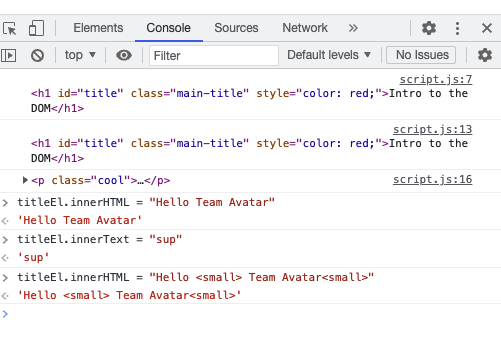 Elements Console Sources Network »
top Filter Default levels No Issues
script.js:7
<h1 id="title" class="main-title" style="color: red;">Intro to the
DOM</h1>
script.js:13
<h1 id="title" class="main-title" style="color: red;">Intro to the
DOM</h1>
<p class="cool">…</p> script.js:16
titleEl.innerHTML = "Hello Team Avatar"
'Hello Team Avatar'
titleEl.innerText = "sup"
'sup'
titleEl.innerHTML = "Hello <small> Team Avatar<small>"
'Hello <small> Team Avatar<small>'